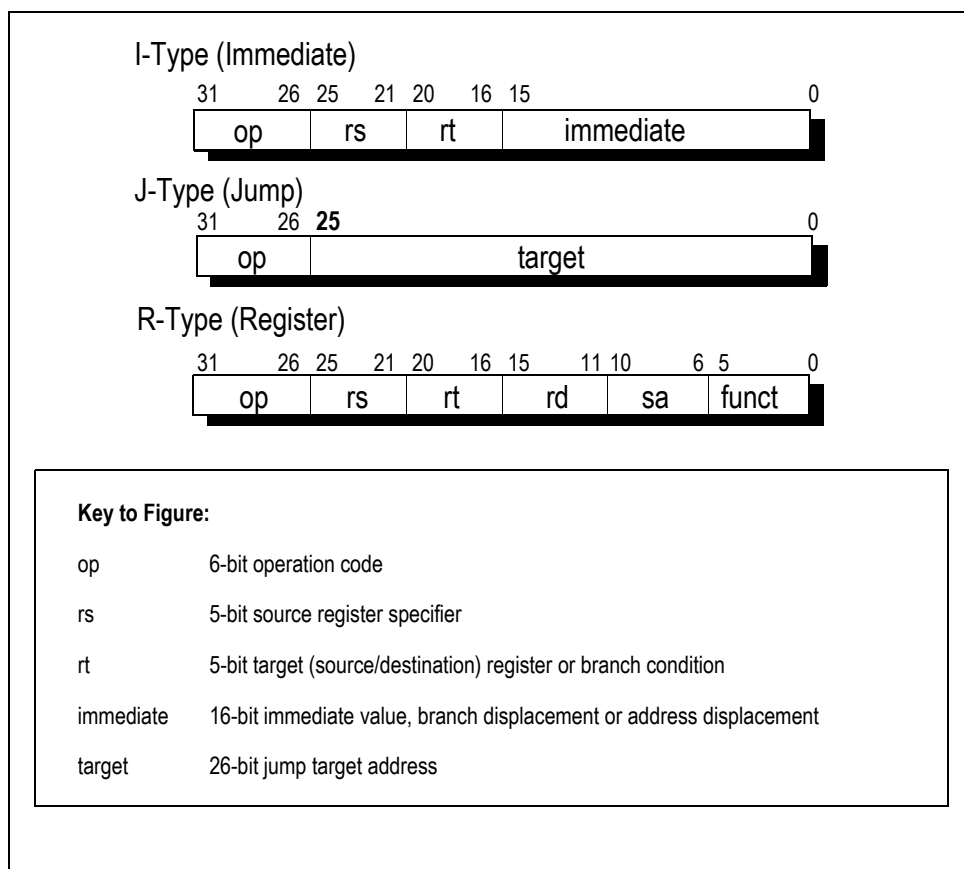 I-Type (Immediate)
31 26 25 21 20 16 15 0
op rs rt immediate
J-Type (Jump)
31 26 25 0
op target
R-Type (Register)
31 26 25 21 20 16 15 11 10 6 5 0
op rs rt rd sa funct
Key to Figure:
op 6-bit operation code
rs 5-bit source register specifier
rt 5-bit target (source/destination) register or branch condition
immediate 16-bit immediate value, branch displacement or address displacement
target 26-bit jump target address